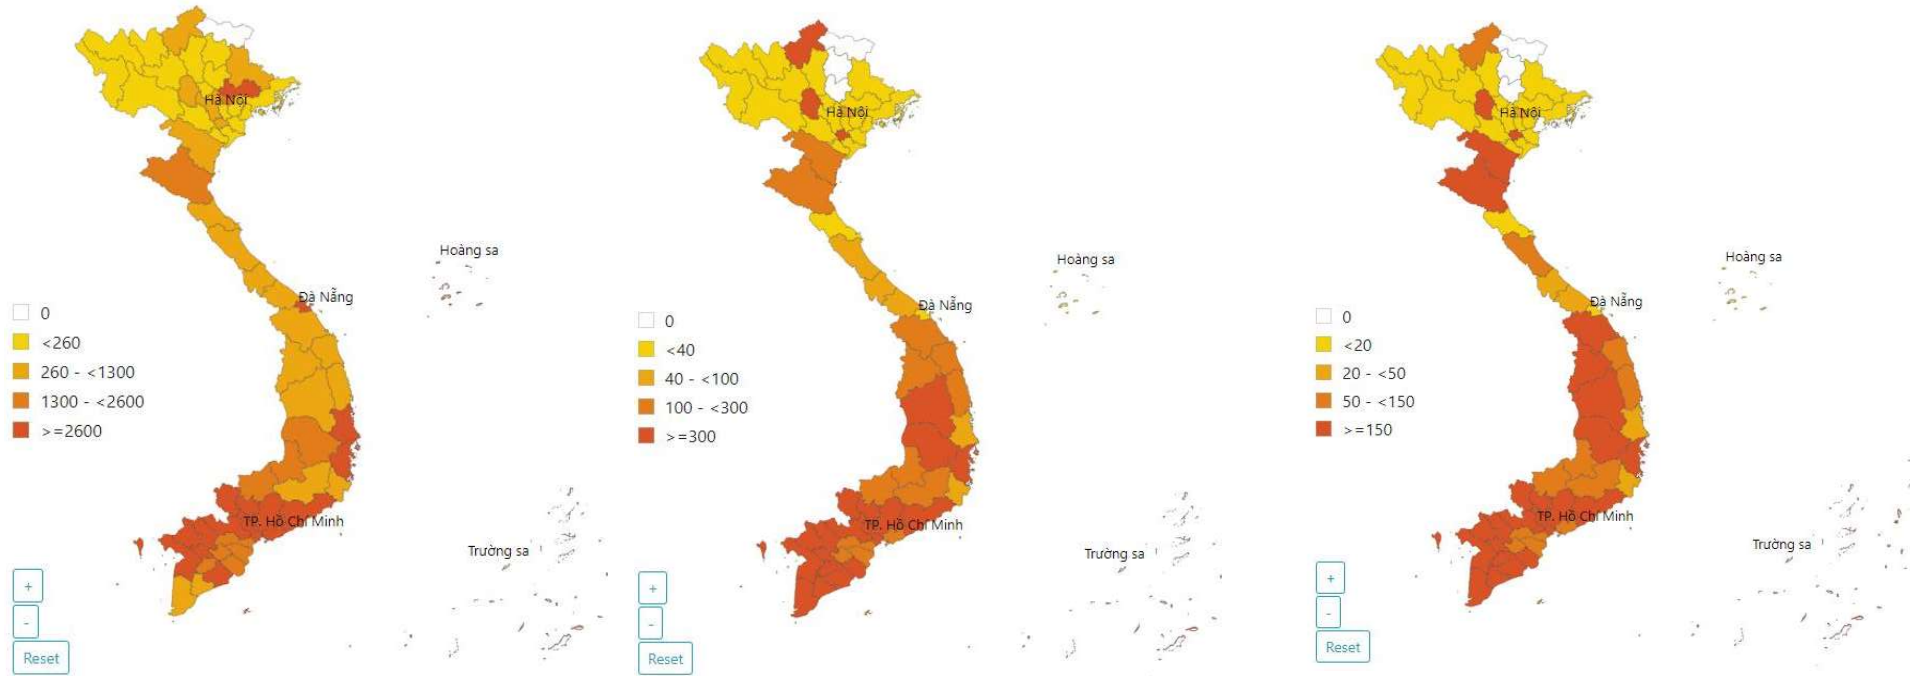 Hà Nội
Hoàng sa
Đà Nẵng
0
<260
260 - <1300
1300 - <2600
>=2600
TP. Hồ Chí Minh
Trường sa
+
-
Reset
Hà Nội
Hoàng sa
Đà Nẵng
0
<40
40 - <100
100 - <300
>=300
TP. Hồ Chí Minh
Trường sa
+
-
Reset
Hà Nội
Hoàng sa
Đà Nẵng
0
<20
20 - <50
50 - <150
>=150
TP. Hồ Chí Minh
Trường sa
+
-
Reset